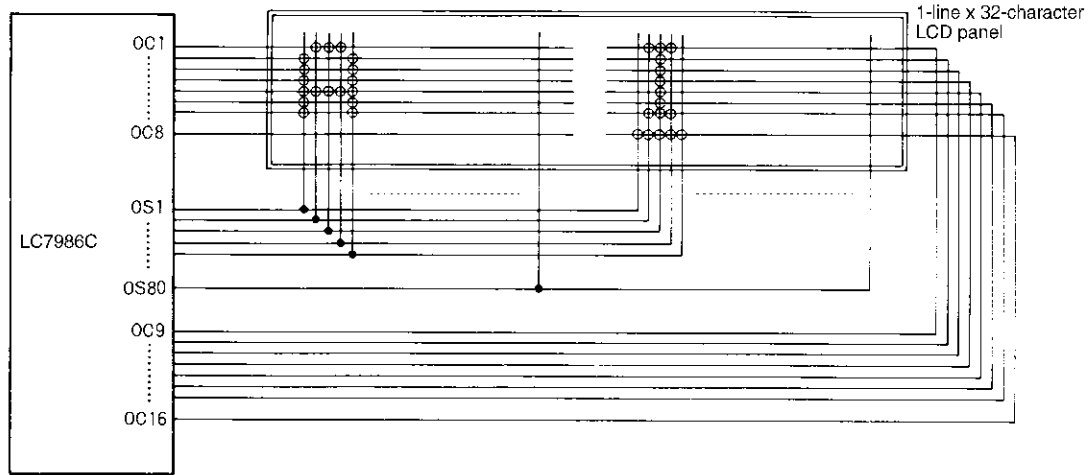 1-line x 32-character
LCD panel
OC1
OC8
OS1
LC7986C
OS80
OC9
OC16